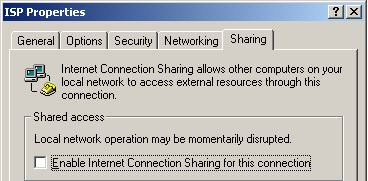 ISP Properties
General Options Security Networking Sharing
Internet Connection Sharing allows other computers on your
local network to access external resources through this
connection.
Shared access
Local network operation may be momentarily disrupted.
Enable Internet Connection Sharing for this connection